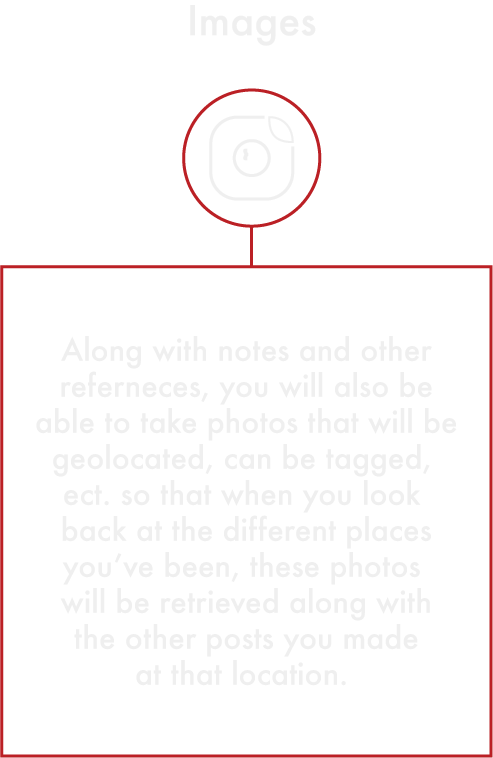 Images
Along with notes and other
referneces, you will also be
able to take photos that will be
geolocated, can be tagged,
ect. so that when you look
back at the different places
you’ve been, these photos
will be retrieved along with
the other posts you made
at that location.